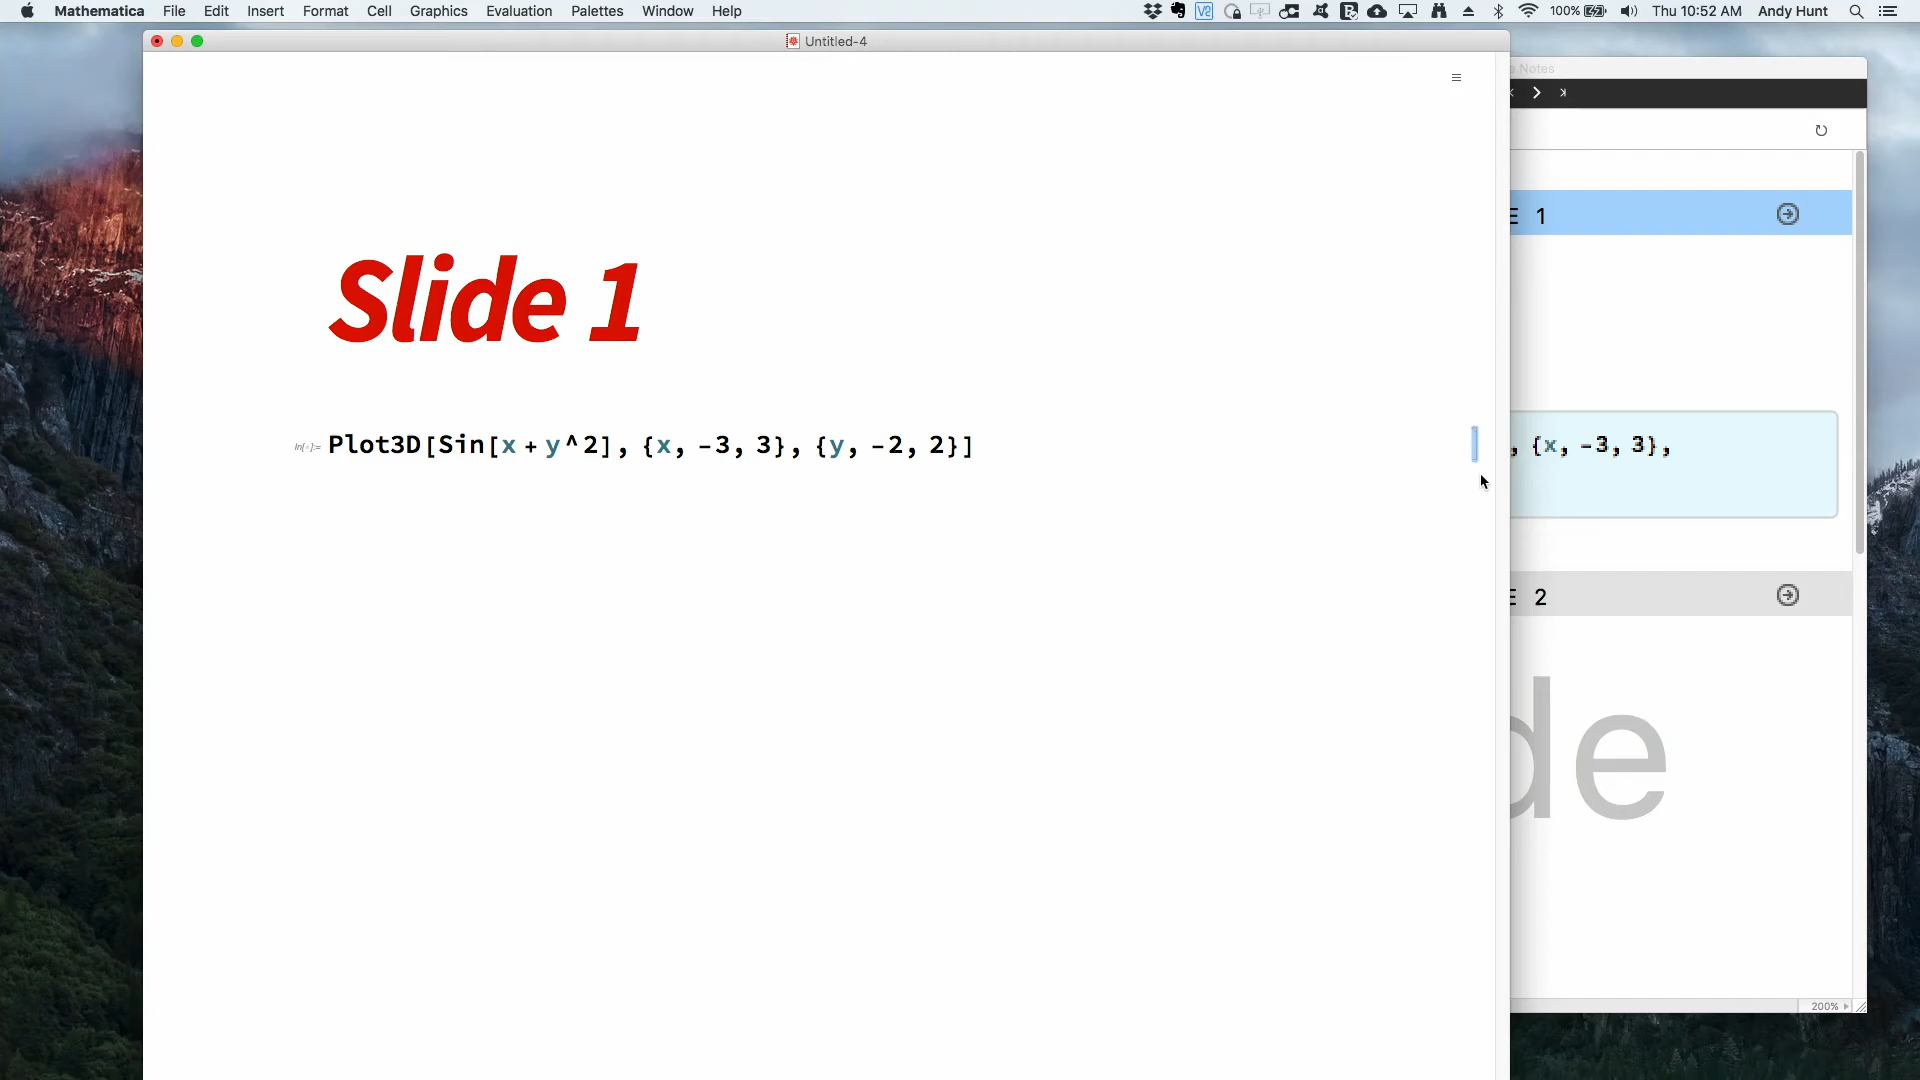 Mathematica File Edit Insert Format Cell Graphics Evaluation Palettes Window Help 100% Thu 10:52 AM Andy Hunt
Untitled-4
Notes
Slide 1
In[-]:= Plot3D[Sin[x + y ^ 2], {x, -3, 3}, {y, -2, 2}]
E 1
, {x, -3, 3},
E 2
de
200%